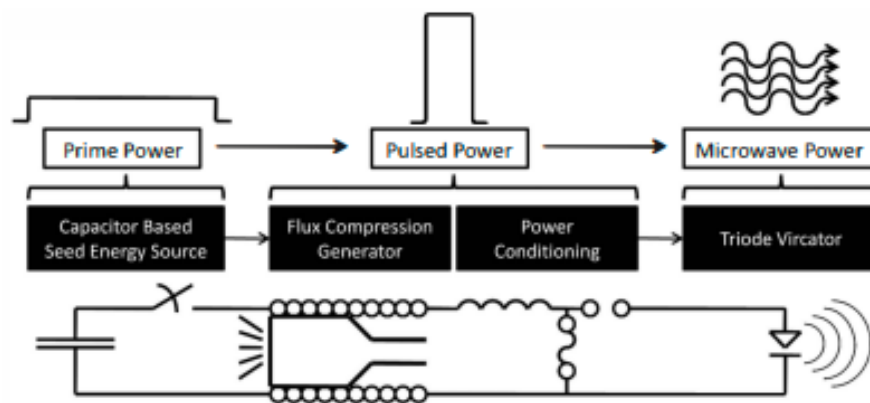 Prime Power
Pulsed Power
Microwave Power
Capacitor Based
Seed Energy Source
Flux Compression
Generator
Power
Conditioning
Triode Vircator